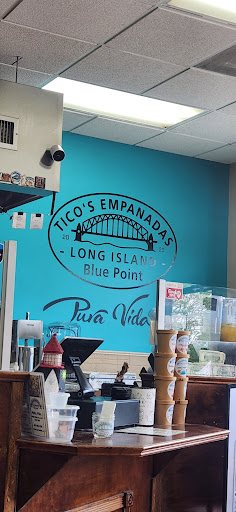 TICO'S EMPANADAS
- LONG ISLAND -
Blue Point
Pura Vida